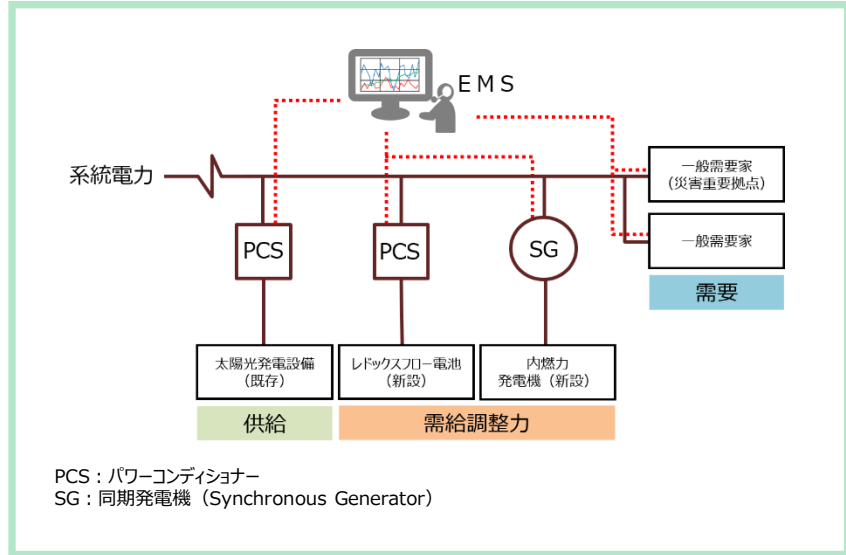 EMS
系統電力
一般需要家
(災害重要拠点)
一般需要家
PCS
PCS
SG
需要
太陽光発電設備
(既存)
レドックスフロー電池
(新設)
内燃力
発電機(新設)
供給
需給調整力
PCS:パワーコンディショナー
SG:同期発電機(Synchronous Generator)